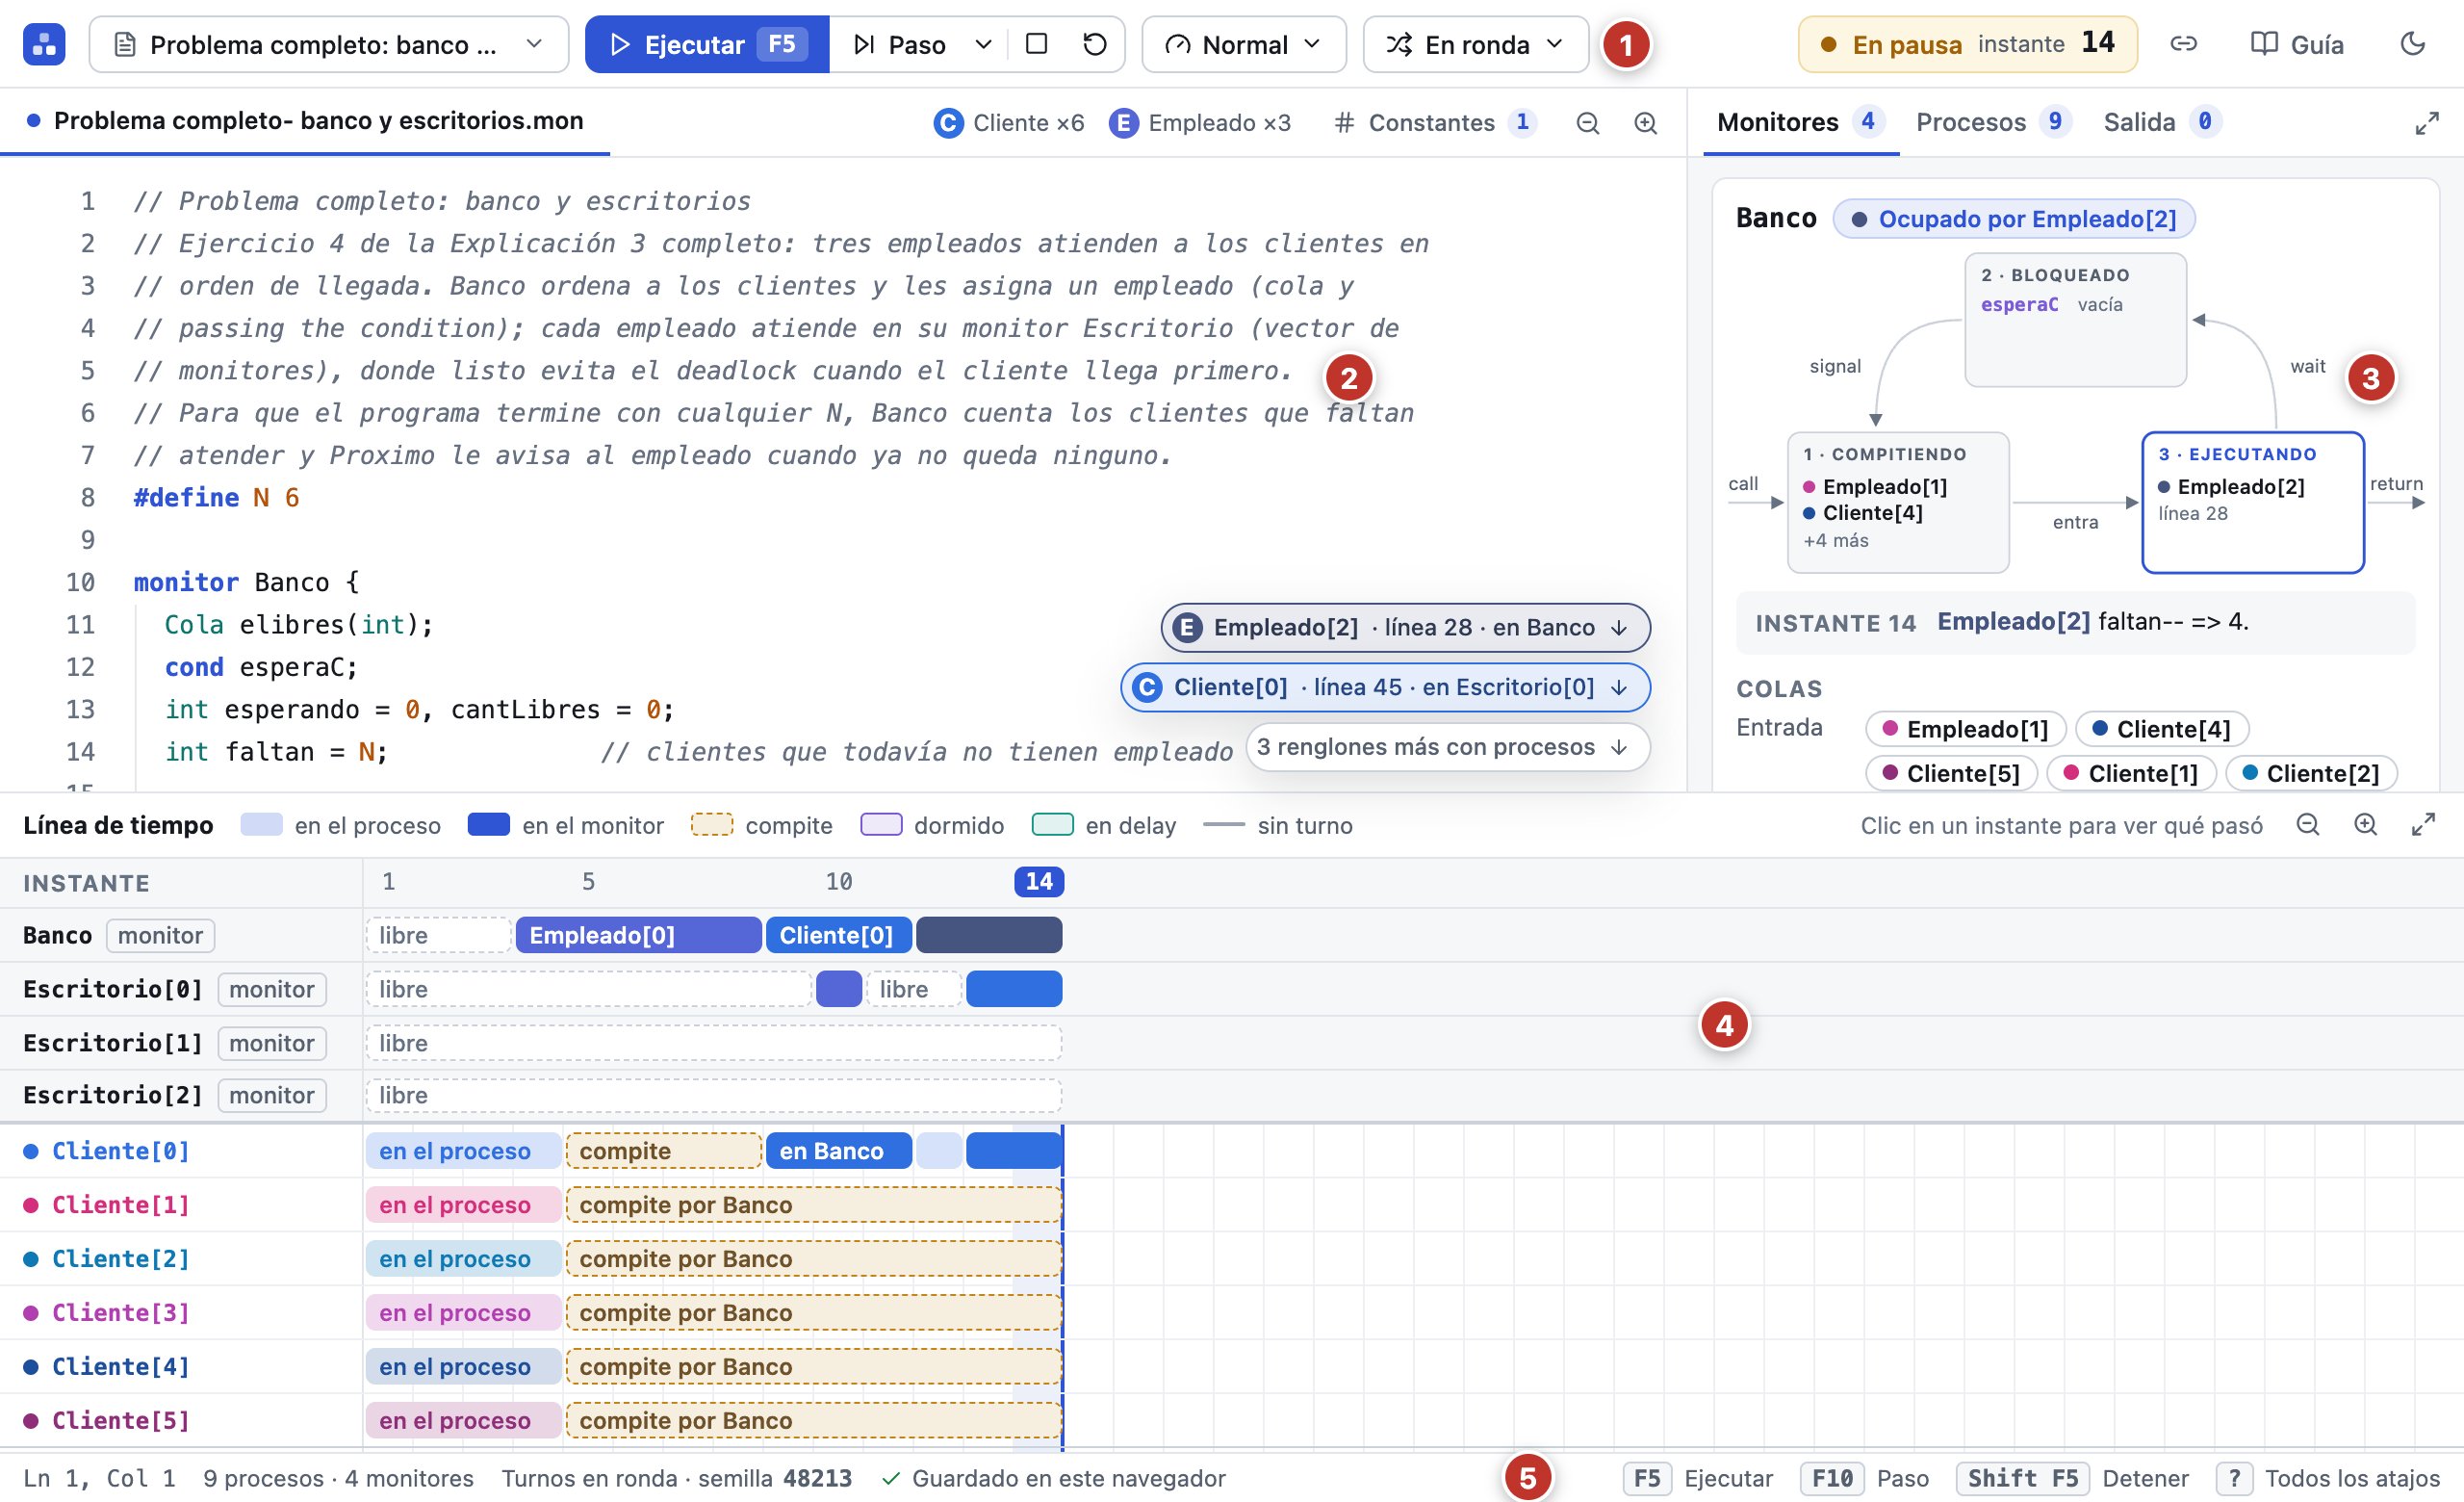 Problema completo: banco ...
Ejecutar F5
Paso
Normal
En ronda
1
En pausa instante 14
Guía
Problema completo- banco y escritorios.mon
C Cliente ×6
E Empleado ×3
# Constantes 1
Monitores 4
Procesos 9
Salida 0
1 // Problema completo: banco y escritorios
2 // Ejercicio 4 de la Explicación 3 completo: tres empleados atienden a los clientes en
3 // orden de llegada. Banco ordena a los clientes y les asigna un empleado (cola y
4 // passing the condition); cada empleado atiende en su monitor Escritorio (vector de
5 // monitores), donde listo evita el deadlock cuando el cliente llega primero.
6 // Para que el programa termine con cualquier N, Banco cuenta los clientes que faltan
7 // atender y Proximo le avisa al empleado cuando ya no queda ninguno.
8 #define N 6
9
10 monitor Banco {
11 Cola elibres(int);
12 cond esperaC;
13 int esperando = 0, cantLibres = 0;
14 int faltan = N; // clientes que todavía no tienen empleado
15
2
E Empleado[2] · línea 28 · en Banco ↓
C Cliente[0] · línea 45 · en Escritorio[0] ↓
3 renglones más con procesos ↓
Banco
Ocupado por Empleado[2]
2 · BLOQUEADO
esperaC vacía
signal
wait
3
1 · COMPITIENDO
Empleado[1]
Cliente[4]
+4 más
call
entra
3 · EJECUTANDO
Empleado[2]
línea 28
return
INSTANTE 14 Empleado[2] faltan-- => 4.
COLAS
Entrada Empleado[1] Cliente[4]
Cliente[5] Cliente[1] Cliente[2]
Línea de tiempo en el proceso en el monitor compite dormido en delay sin turno
Clic en un instante para ver qué pasó
INSTANTE 1 5 10 14
Banco monitor libre Empleado[0] Cliente[0]
Escritorio[0] monitor libre libre
Escritorio[1] monitor libre
4
Escritorio[2] monitor libre
Cliente[0] en el proceso compite en Banco
Cliente[1] en el proceso compite por Banco
Cliente[2] en el proceso compite por Banco
Cliente[3] en el proceso compite por Banco
Cliente[4] en el proceso compite por Banco
Cliente[5] en el proceso compite por Banco
Ln 1, Col 1 9 procesos · 4 monitores Turnos en ronda · semilla 48213 Guardado en este navegador
5
F5 Ejecutar F10 Paso Shift F5 Detener ? Todos los atajos